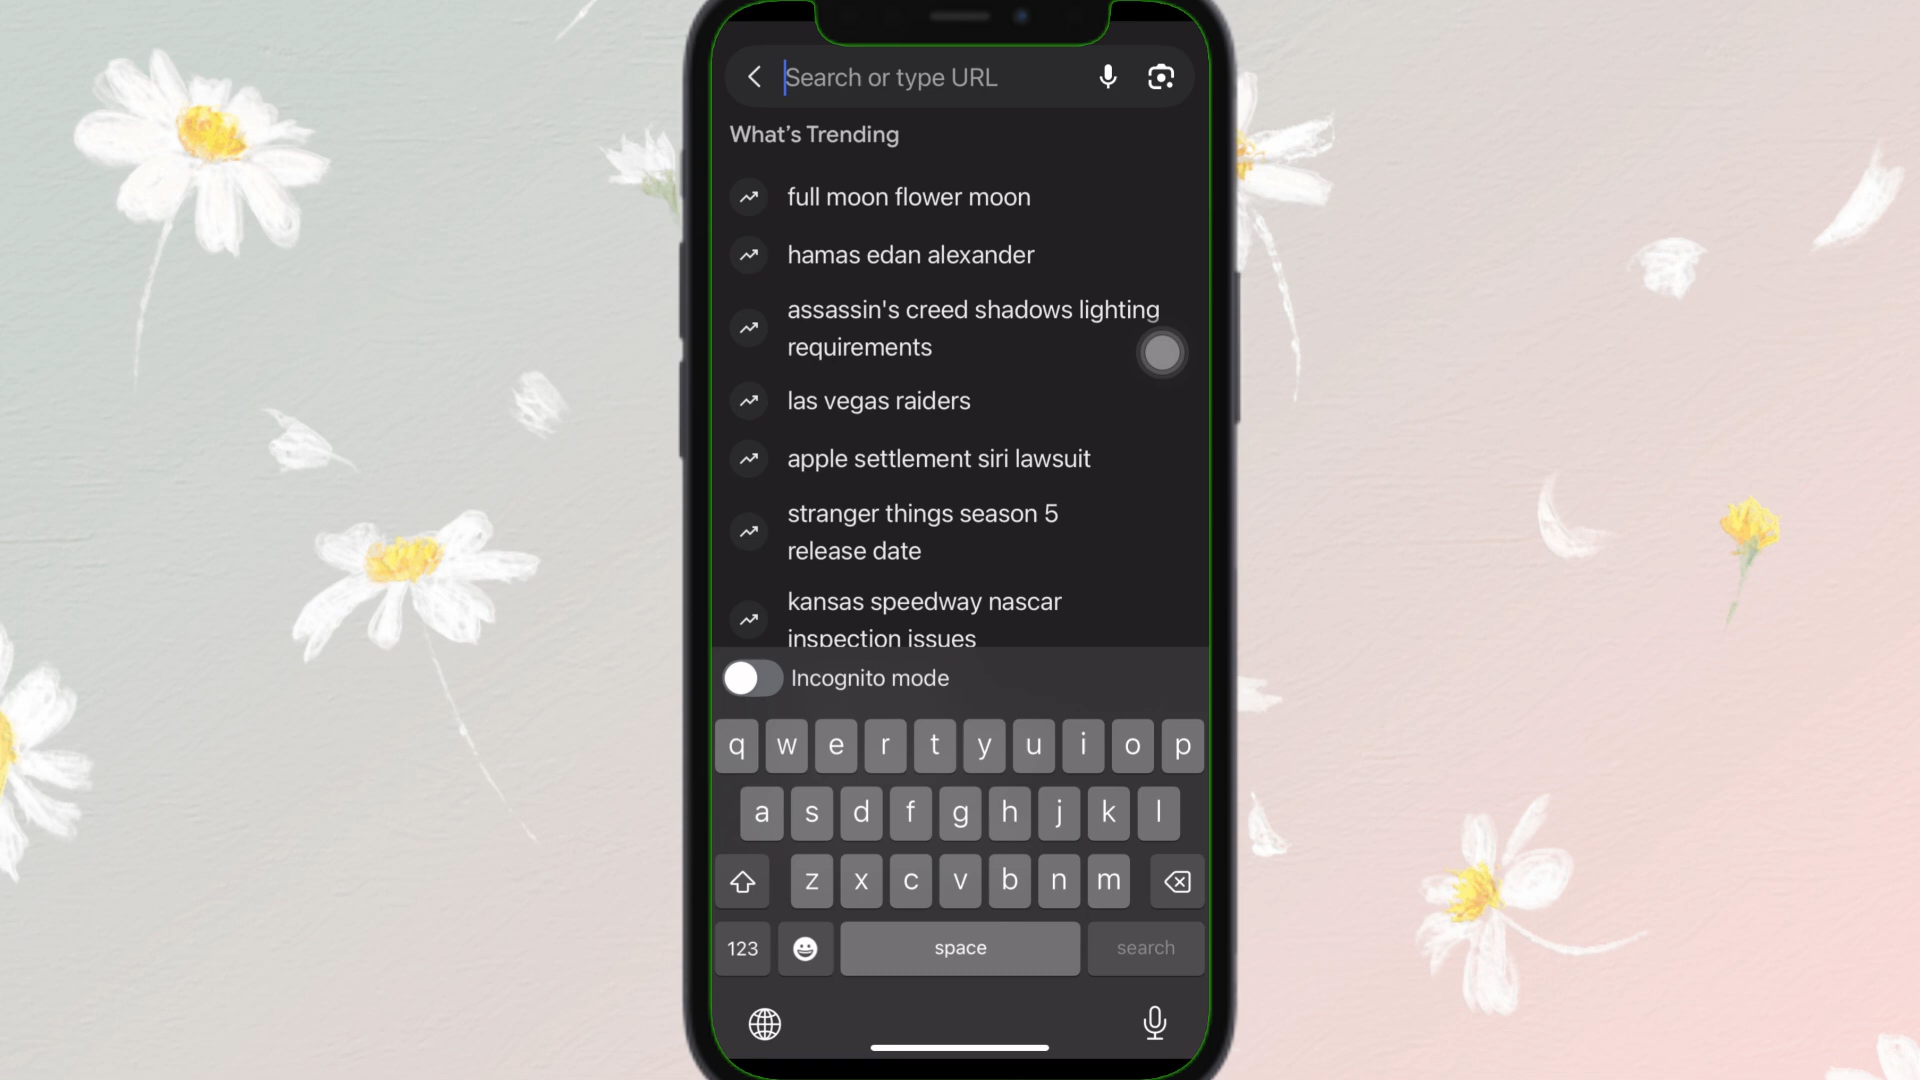 Search or type URL
What's Trending
full moon flower moon
hamas edan alexander
assassin's creed shadows lighting
requirements
las vegas raiders
apple settlement siri lawsuit
stranger things season 5
release date
kansas speedway nascar
inspection issues
Incognito mode
q w e r t y u i o p
a s d f g h j k l
z x c v b n m
123 space search